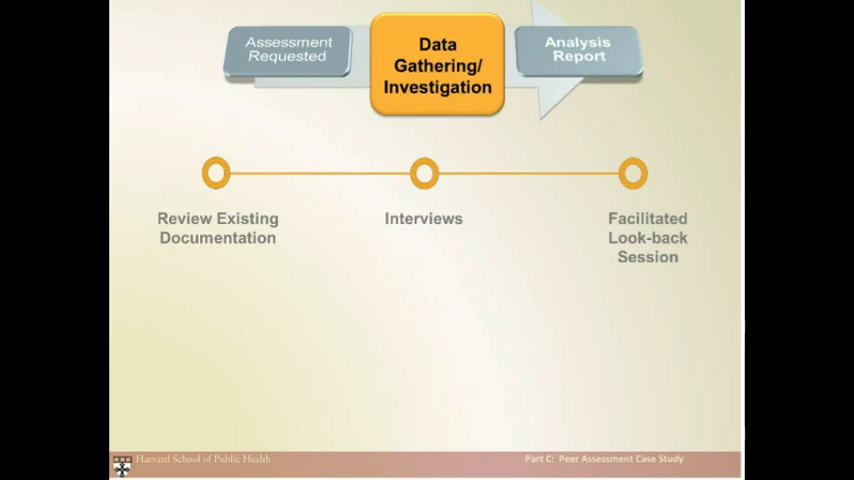 Assessment
Requested
Data
Gathering/
Investigation
Analysis
Report
Review Existing
Documentation
Interviews
Facilitated
Look-back
Session
Harvard School of Public Health
Part C: Peer Assessment Case Study